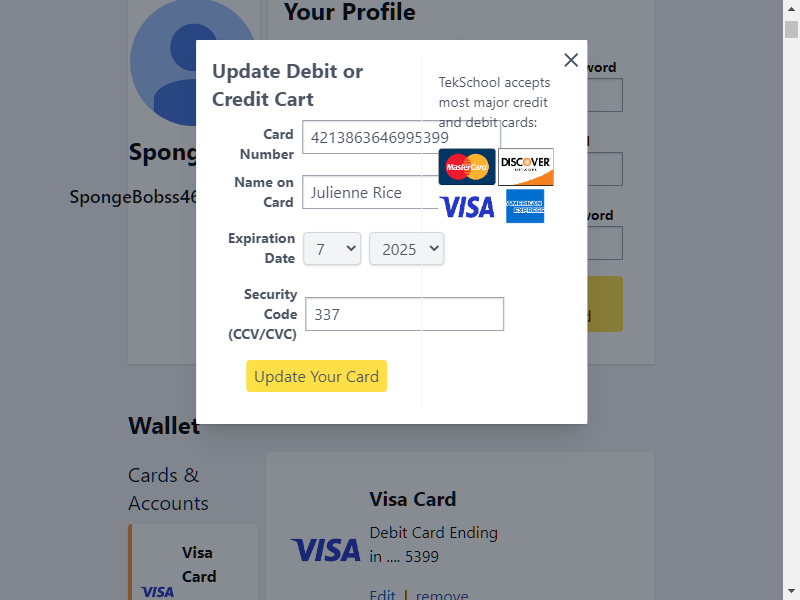 Your Profile
Update Debit or
Credit Cart
TekSchool accepts
most major credit
and debit cards:
Card
Number
4213863646995399
MasterCard
DISCOVER
NETWORK
Name on
Card
Julienne Rice
VISA
AMERICAN
EXPRESS
Expiration
Date
7
2025
Security
Code
(CCV/CVC)
337
Update Your Card
word
word
Spong
SpongeBobss46
d
Wallet
Cards &
Accounts
Visa
Card
VISA
Visa Card
VISA
Debit Card Ending
in .... 5399
Edit | remove